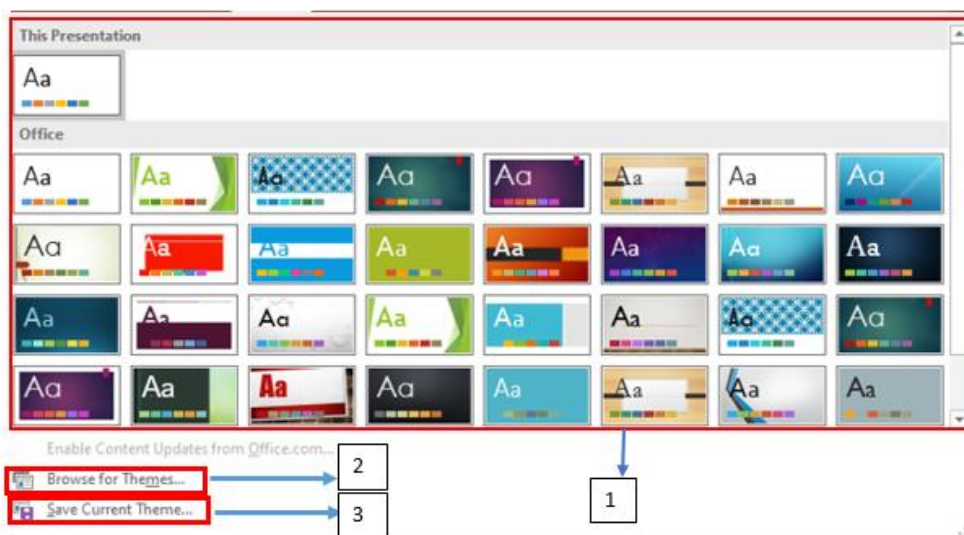 This Presentation
Aa
Office
Aa Aa Aa Aa Aa Aa Aa Aa
Aa Aa Aa Aa Aa Aa Aa Aa
Aa Aa Aa Aa Aa Aa Aa Aa
Aa Aa Aa Aa Aa Aa Aa Aa
Enable Content Updates from Office.com...
Browse for Themes...
Save Current Theme...
2
3
1